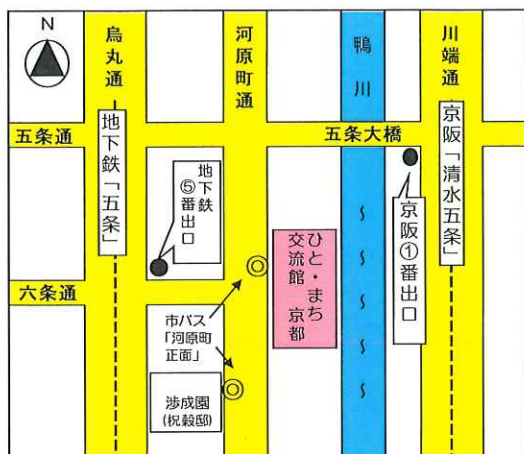 N
烏丸通
河原町通
鴨川
川端通
五条通
五条大橋
地下鉄「五条」
地下鉄
⑤番出口
京阪「清水五条」
京阪①番出口
ひと・まち
交流館 京都
六条通
市バス
「河原町
正面」
渉成園
(枳殻邸)